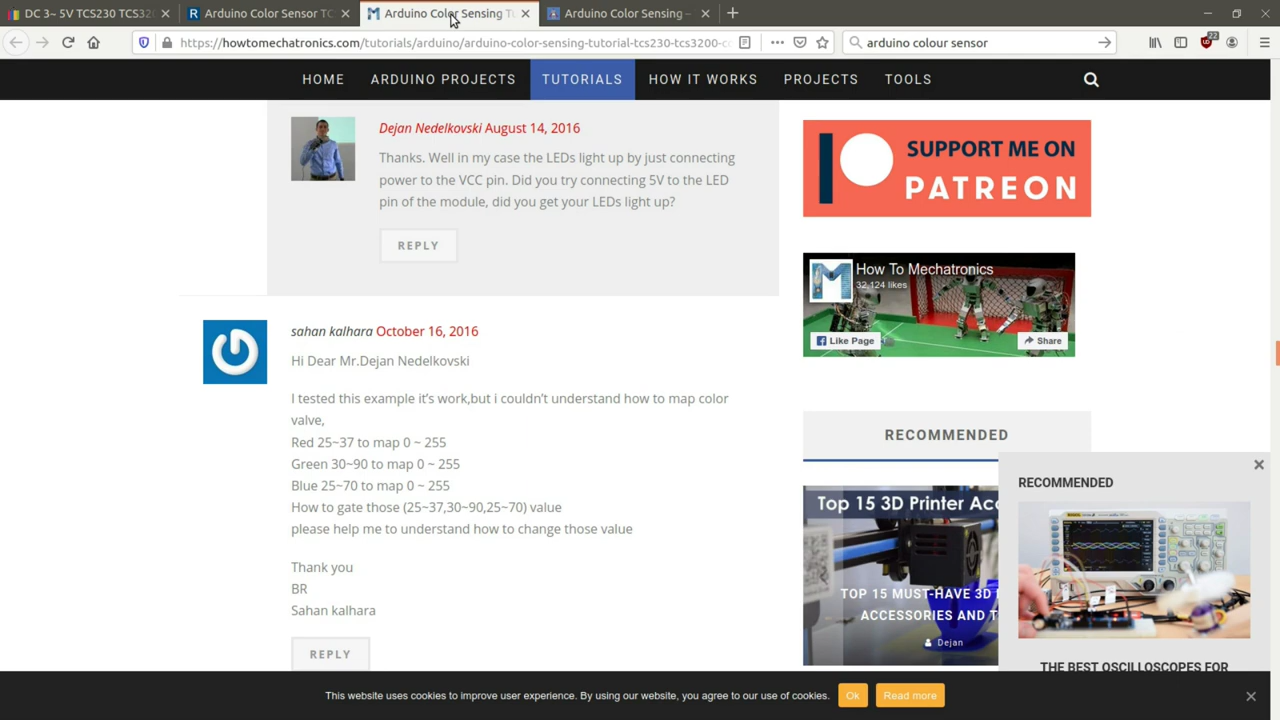 DC 3~ 5V TCS230 TCS32
Arduino Color Sensor TC
Arduino Color Sensing Tu
Arduino Color Sensing –
https://howtomechatronics.com/tutorials/arduino/arduino-color-sensing-tutorial-tcs230-tcs3200-c
arduino colour sensor
22
HOME
ARDUINO PROJECTS
TUTORIALS
HOW IT WORKS
PROJECTS
TOOLS
Dejan Nedelkovski August 14, 2016
Thanks. Well in my case the LEDs light up by just connecting
power to the VCC pin. Did you try connecting 5V to the LED
pin of the module, did you get your LEDs light up?
REPLY
sahan kalhara October 16, 2016
Hi Dear Mr.Dejan Nedelkovski
I tested this example it's work,but i couldn't understand how to map color
valve,
Red 25~37 to map 0 ~ 255
Green 30~90 to map 0 ~ 255
Blue 25~70 to map 0 ~ 255
How to gate those (25~37,30~90,25~70) value
please help me to understand how to change those value
Thank you
BR
Sahan kalhara
REPLY
SUPPORT ME ON
PATREON
How To Mechatronics
32,124 likes
Like Page
Share
RECOMMENDED
Top 15 3D Printer Acc
TOP 15 MUST-HAVE 3D
ACCESSORIES AND T
Dejan
RECOMMENDED
THE BEST OSCILLOSCOPES FOR
This website uses cookies to improve user experience. By using our website, you agree to our use of cookies.
Ok
Read more